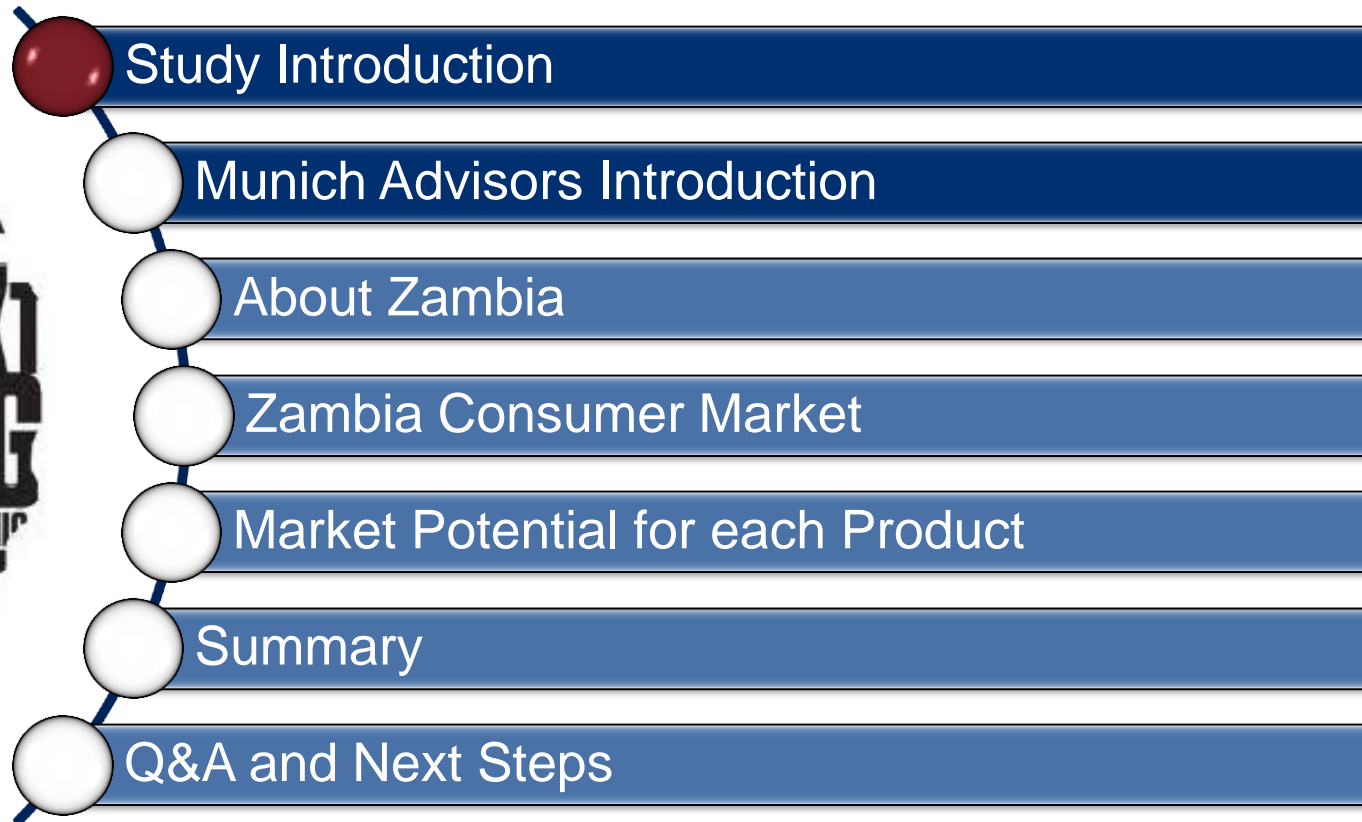 Study Introduction
Munich Advisors Introduction
About Zambia
Zambia Consumer Market
Market Potential for each Product
Summary
Q&A and Next Steps